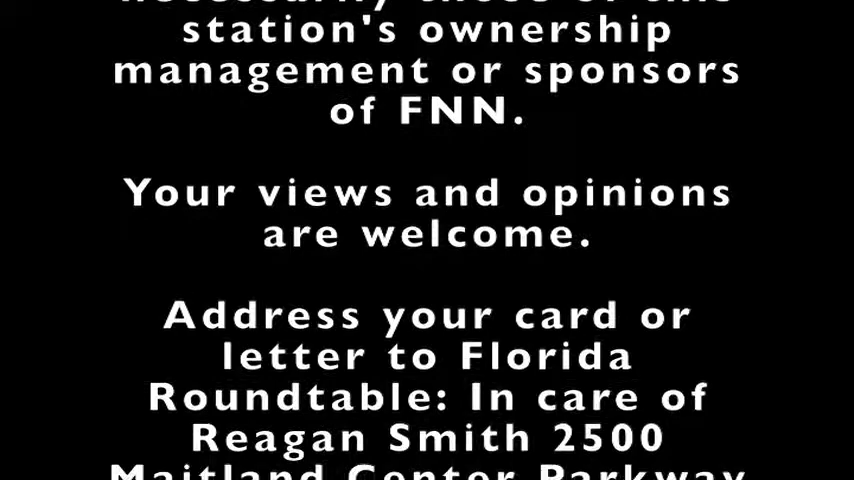 necessarily those of this
station's ownership
management or sponsors
of FNN.
Your views and opinions
are welcome.
Address your card or
letter to Florida
Roundtable: In care of
Reagan Smith 2500
Maitland Center Parkway